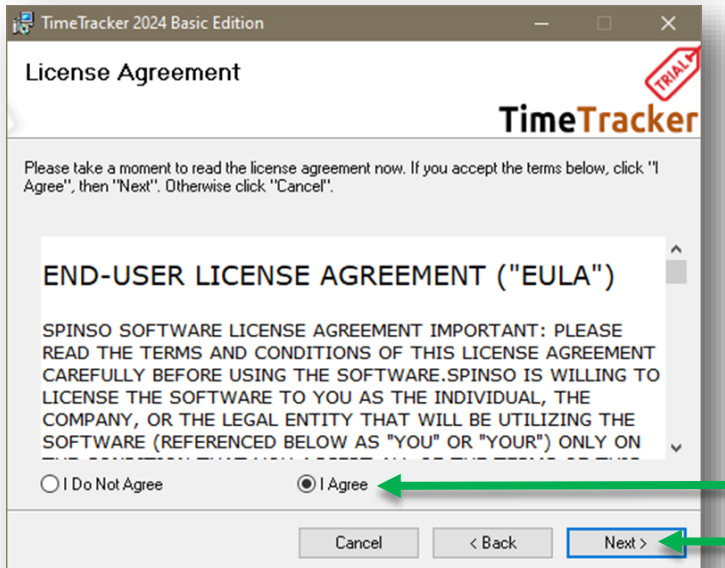 TimeTracker 2024 Basic Edition
License Agreement
TRIAL
TimeTracker
Please take a moment to read the license agreement now. If you accept the terms below, click "I
Agree", then "Next". Otherwise click "Cancel".
END-USER LICENSE AGREEMENT ("EULA")
SPINSO SOFTWARE LICENSE AGREEMENT IMPORTANT: PLEASE
READ THE TERMS AND CONDITIONS OF THIS LICENSE AGREEMENT
CAREFULLY BEFORE USING THE SOFTWARE.SPINSO IS WILLING TO
LICENSE THE SOFTWARE TO YOU AS THE INDIVIDUAL, THE
COMPANY, OR THE LEGAL ENTITY THAT WILL BE UTILIZING THE
SOFTWARE (REFERENCED BELOW AS "YOU" OR "YOUR") ONLY ON
I Do Not Agree
I Agree
Cancel
< Back
Next >